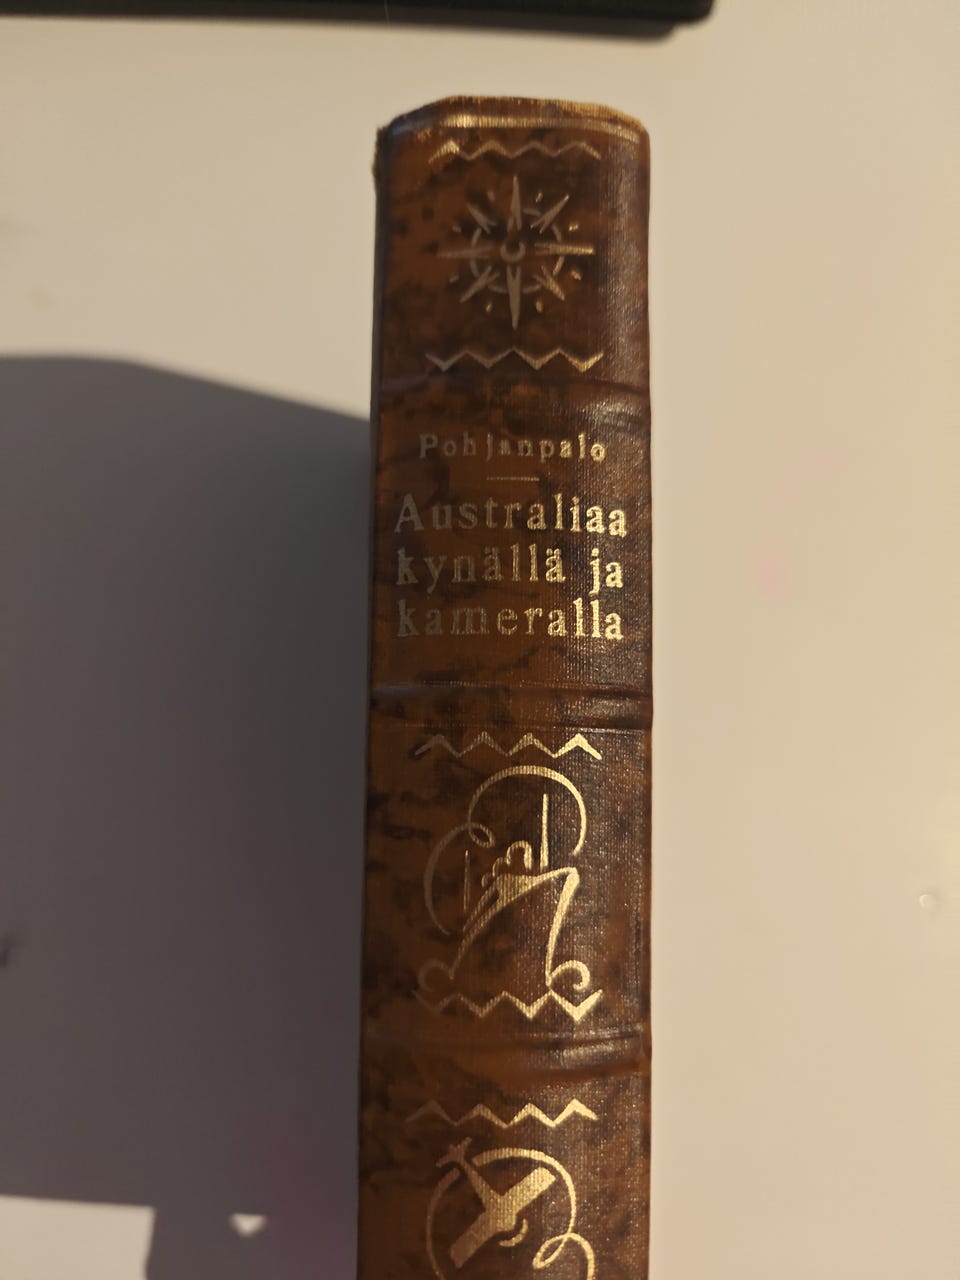 Pohjanpalo
Australiaa
kynällä ja
kameralla